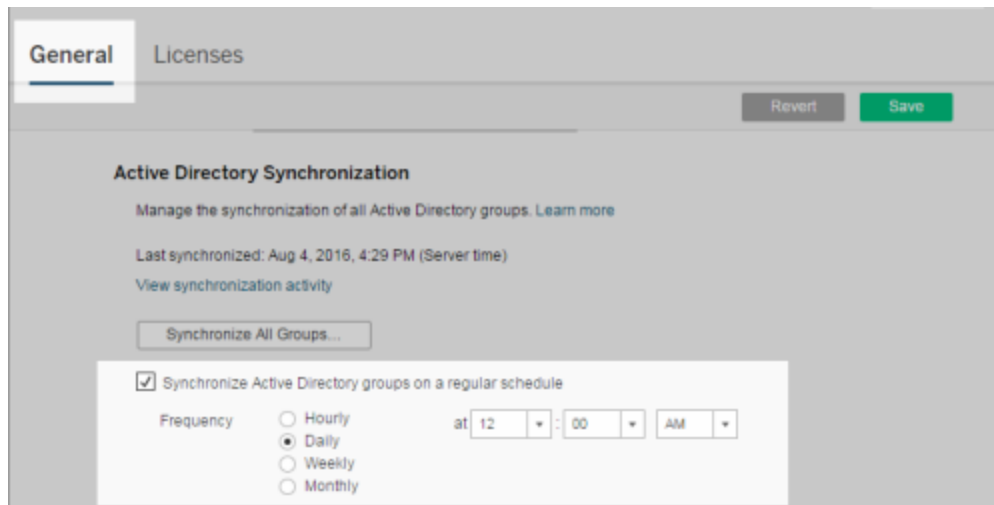 General Licenses
Revert Save
Active Directory Synchronization
Manage the synchronization of all Active Directory groups. Learn more
Last synchronized: Aug 4, 2016, 4:29 PM (Server time)
View synchronization activity
Synchronize All Groups...
Synchronize Active Directory groups on a regular schedule
Frequency Hourly at 12 : 00 AM
Daily
Weekly
Monthly